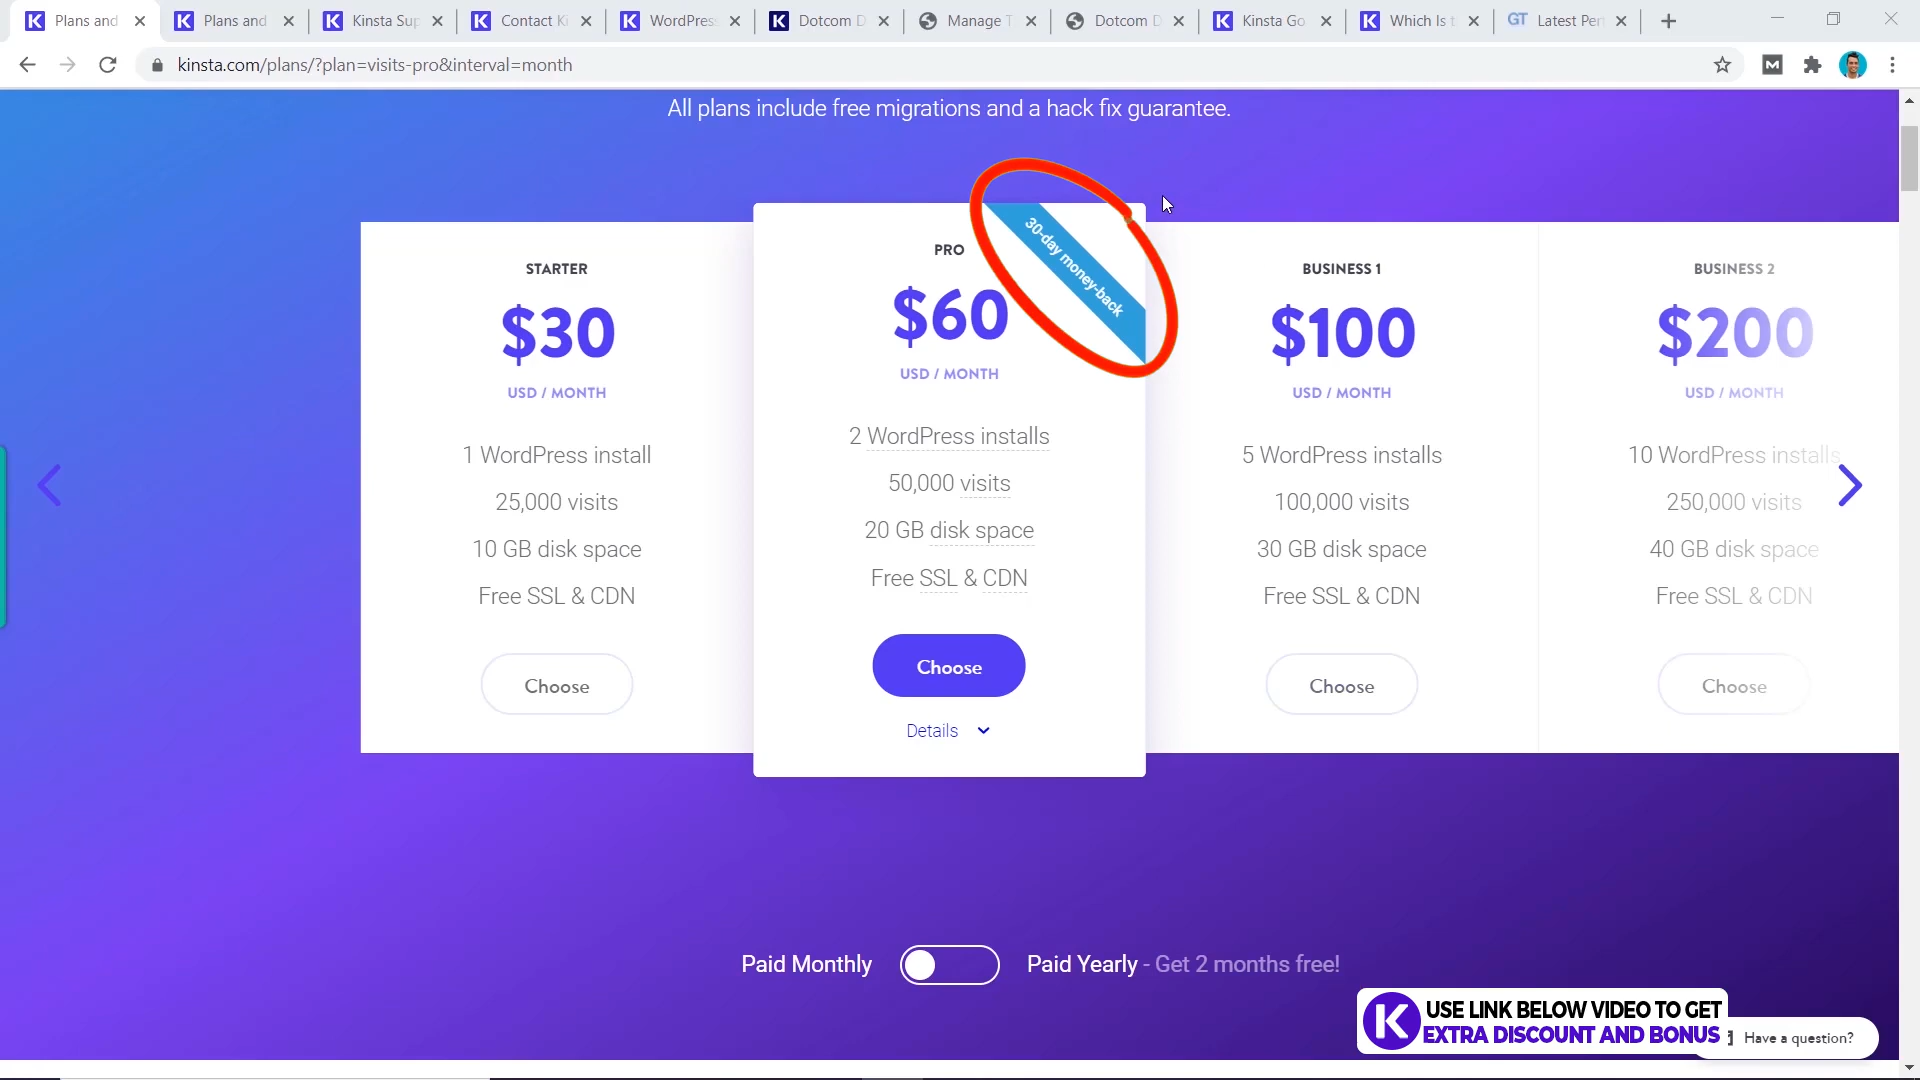 Plans and
Plans and
Kinsta Sup
Contact Ki
WordPress
Dotcom D
Manage T
Dotcom D
Kinsta Go
Which Is t
GT
Latest Per
kinsta.com/plans/?plan=visits-pro&interval=month
All plans include free migrations and a hack fix guarantee.
STARTER
$30
USD / MONTH
1 WordPress install
25,000 visits
10 GB disk space
Free SSL & CDN
Choose
PRO
30-day money-back
$60
USD / MONTH
2 WordPress installs
50,000 visits
20 GB disk space
Free SSL & CDN
Choose
Details
BUSINESS 1
$100
USD / MONTH
5 WordPress installs
100,000 visits
30 GB disk space
Free SSL & CDN
Choose
BUSINESS 2
$200
USD / MONTH
10 WordPress installs
250,000 visits
40 GB disk space
Free SSL & CDN
Choose
Paid Monthly
Paid Yearly - Get 2 months free!
K
USE LINK BELOW VIDEO TO GET
EXTRA DISCOUNT AND BONUS
Have a question?